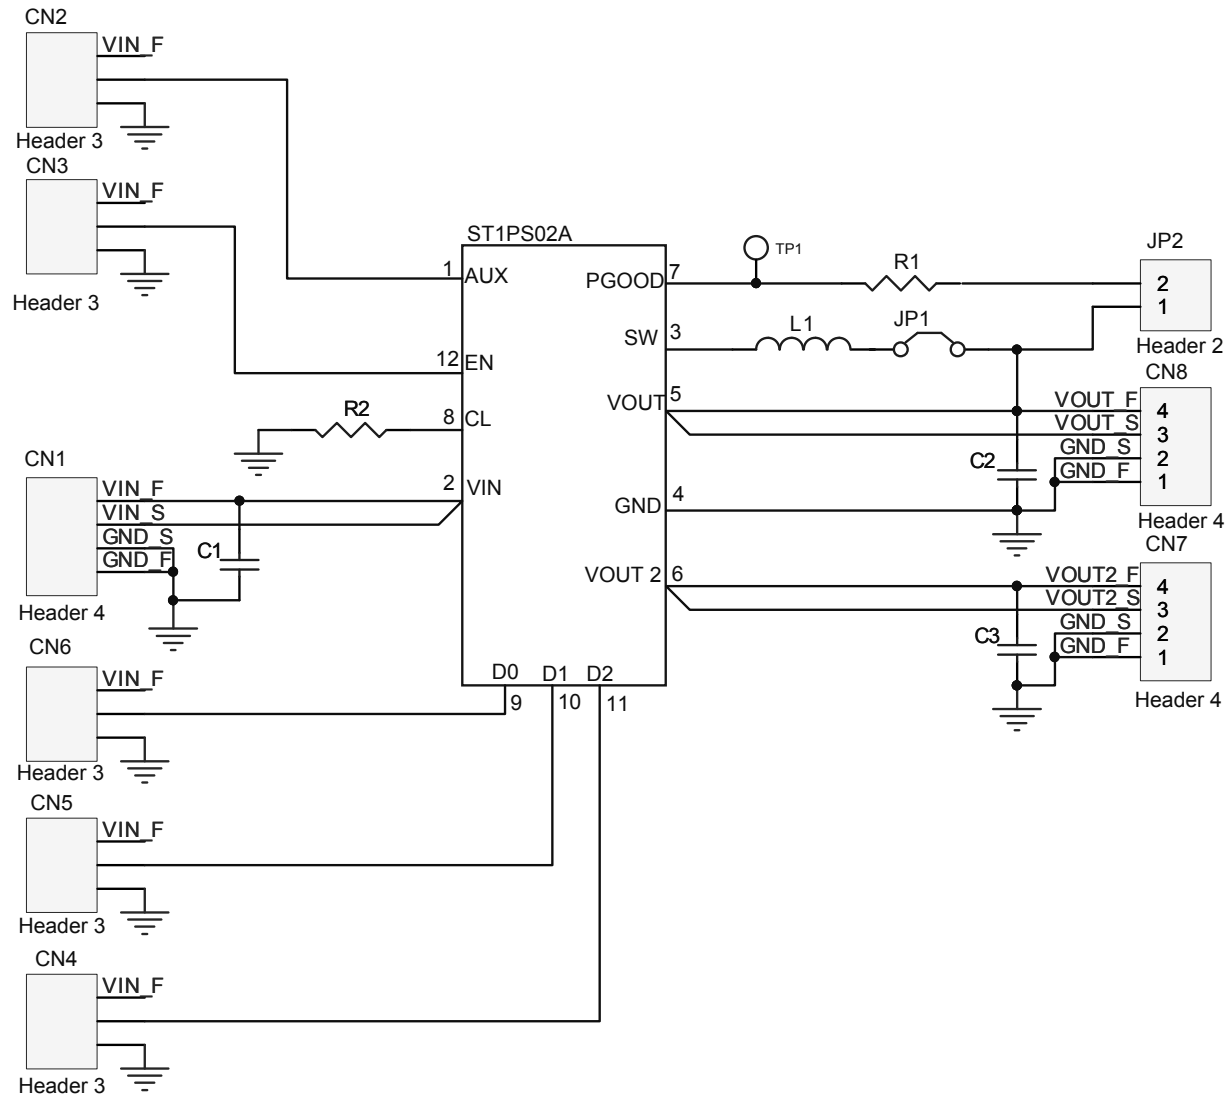 CN2
VIN_F
Header 3
CN3
VIN_F
Header 3
ST1PS02A
1 AUX
12 EN
8 CL
2 VIN
PGOOD 7
SW 3
VOUT 5
GND 4
VOUT 2 6
D0 D1 D2
9 10 11
TP1
R1
L1
JP1
JP2
2
1
Header 2
CN8
VOUT_F 4
VOUT_S 3
GND_S 2
GND_F 1
Header 4
C2
CN7
VOUT2_F 4
VOUT2_S 3
GND_S 2
GND_F 1
Header 4
C3
R2
CN1
VIN_F
VIN_S
GND_S
GND_F
C1
Header 4
CN6
VIN_F
Header 3
CN5
VIN_F
Header 3
CN4
VIN_F
Header 3